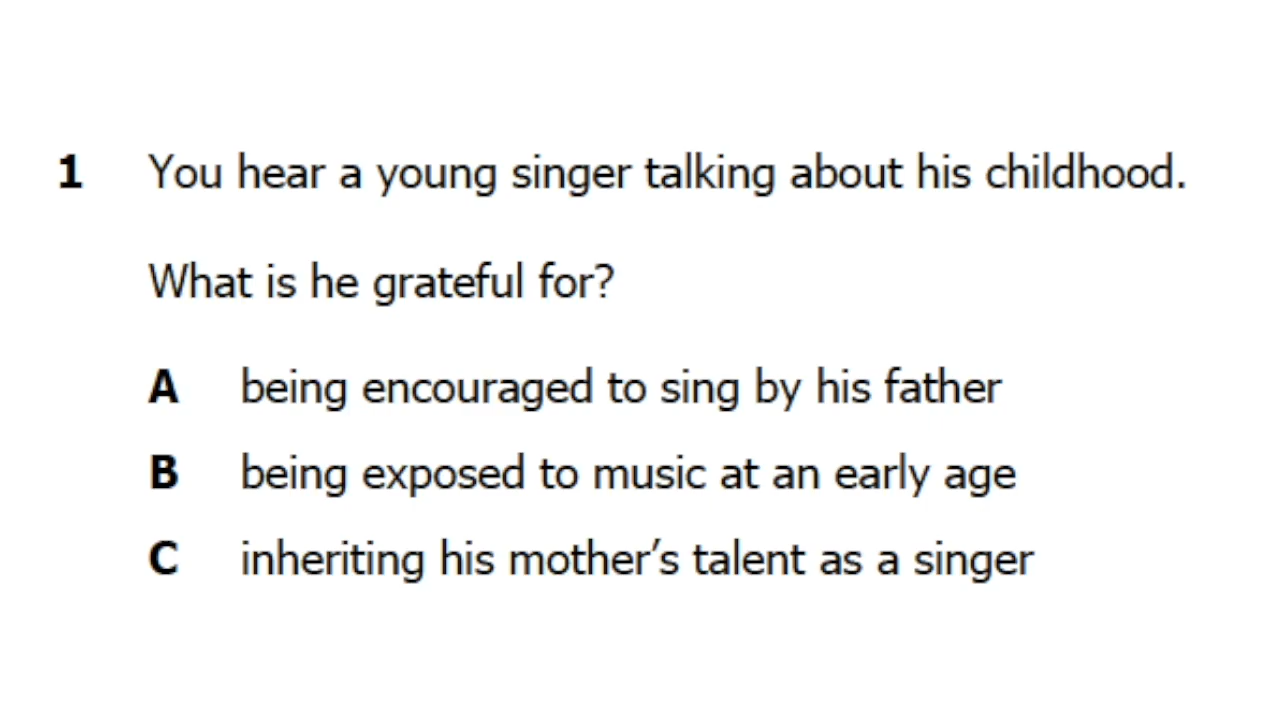 1 You hear a young singer talking about his childhood.
What is he grateful for?
A being encouraged to sing by his father
B being exposed to music at an early age
C inheriting his mother’s talent as a singer